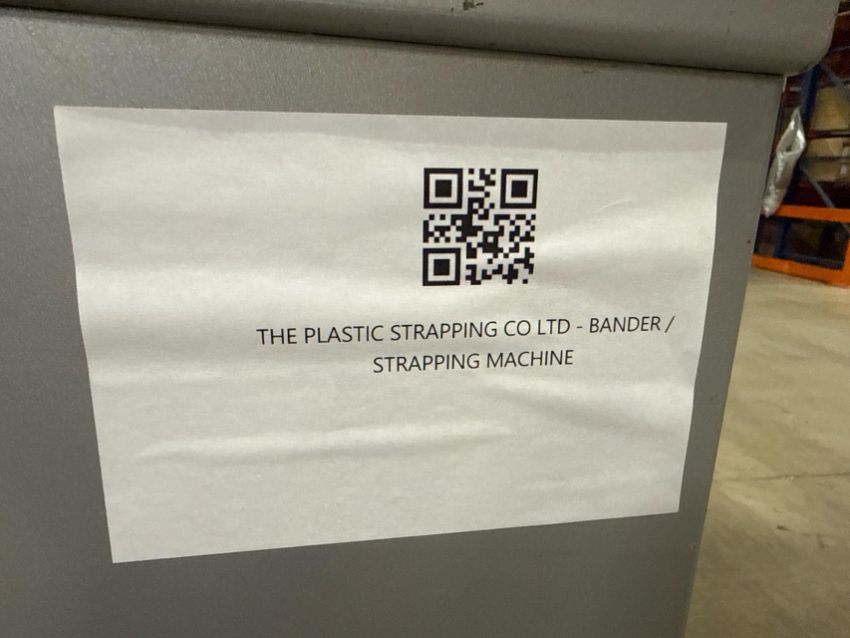 THE PLASTIC STRAPPING CO LTD - BANDER /
STRAPPING MACHINE